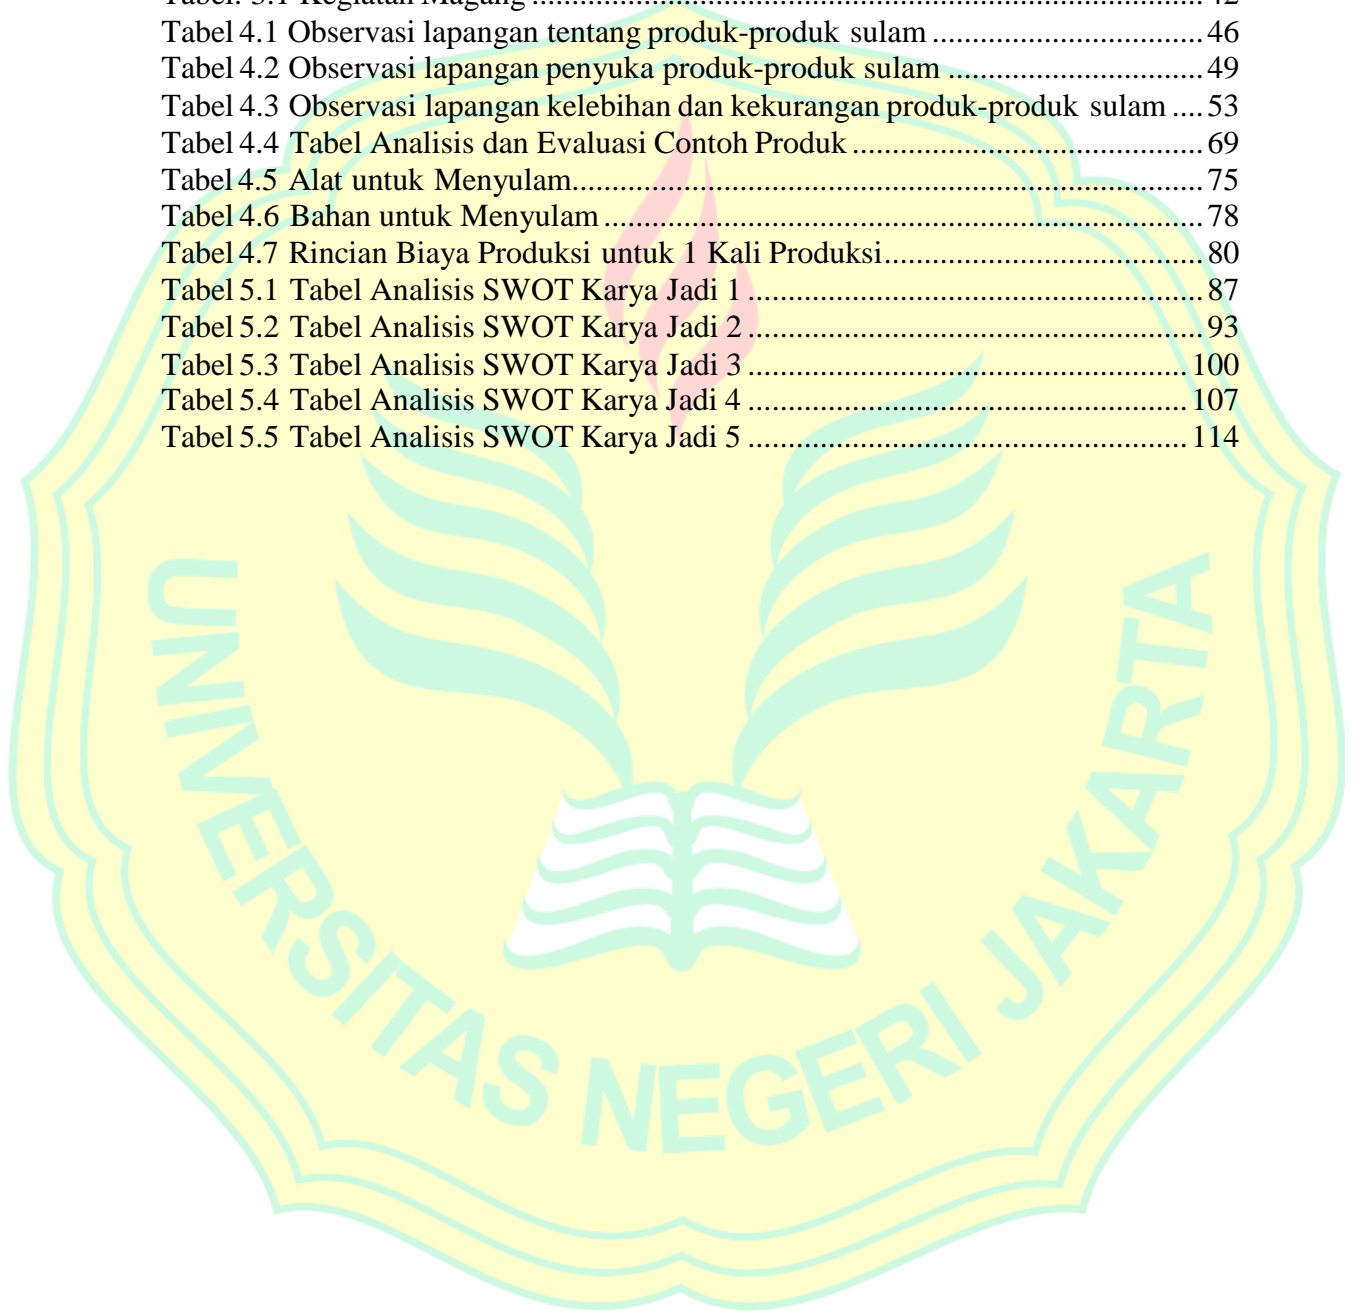 Tabel. 3.1 Kegiatan Magang .................................................................................... 42
Tabel 4.1 Observasi lapangan tentang produk-produk sulam .................................. 46
Tabel 4.2 Observasi lapangan penyuka produk-produk sulam ................................ 49
Tabel 4.3 Observasi lapangan kelebihan dan kekurangan produk-produk sulam .... 53
Tabel 4.4 Tabel Analisis dan Evaluasi Contoh Produk ............................................ 69
Tabel 4.5 Alat untuk Menyulam............................................................................... 75
Tabel 4.6 Bahan untuk Menyulam ........................................................................... 78
Tabel 4.7 Rincian Biaya Produksi untuk 1 Kali Produksi........................................ 80
Tabel 5.1 Tabel Analisis SWOT Karya Jadi 1 ......................................................... 87
Tabel 5.2 Tabel Analisis SWOT Karya Jadi 2 ......................................................... 93
Tabel 5.3 Tabel Analisis SWOT Karya Jadi 3 ....................................................... 100
Tabel 5.4 Tabel Analisis SWOT Karya Jadi 4 ....................................................... 107
Tabel 5.5 Tabel Analisis SWOT Karya Jadi 5 ....................................................... 114
UNIVERSITAS NEGERI JAKARTA